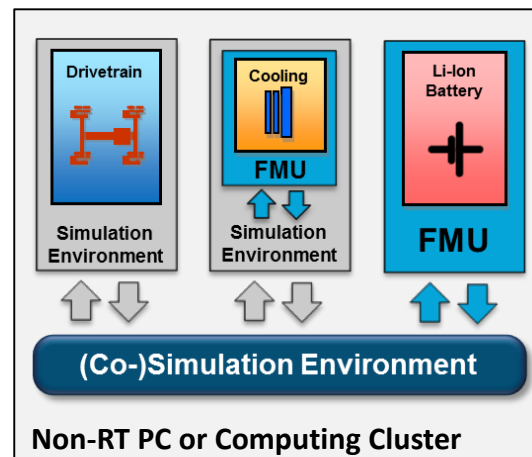 Drivetrain
Simulation
Environment
Cooling
FMU
Simulation
Environment
Li-Ion
Battery
FMU
(Co-)Simulation Environment
Non-RT PC or Computing Cluster